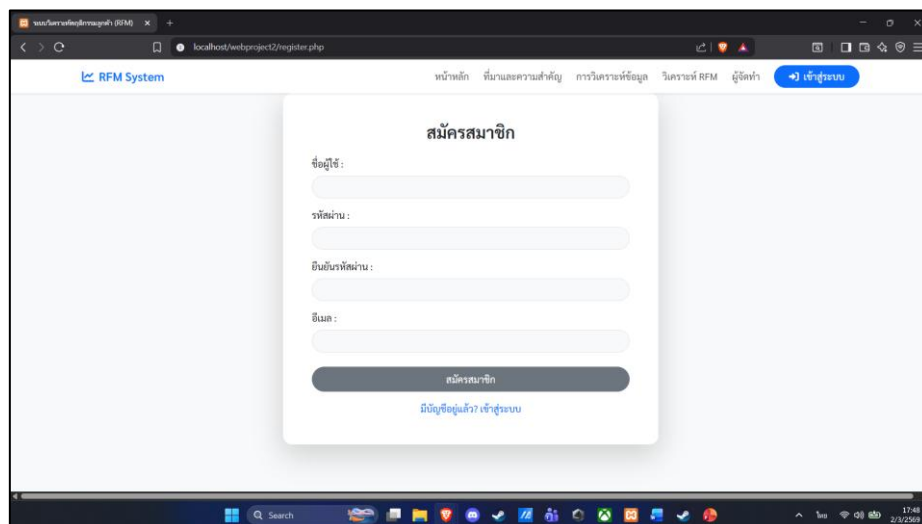 ระบบวิเคราะห์พฤติกรรมลูกค้า (RFM)
localhost/webproject2/register.php
RFM System หน้าหลัก ที่มาและความสำคัญ การวิเคราะห์ข้อมูล วิเคราะห์ RFM ผู้จัดทำ เข้าสู่ระบบ
สมัครสมาชิก
ชื่อผู้ใช้ :
รหัสผ่าน :
ยืนยันรหัสผ่าน :
อีเมล :
สมัครสมาชิก
มีบัญชีอยู่แล้ว? เข้าสู่ระบบ
Search ไทย 17:49
2/3/2569